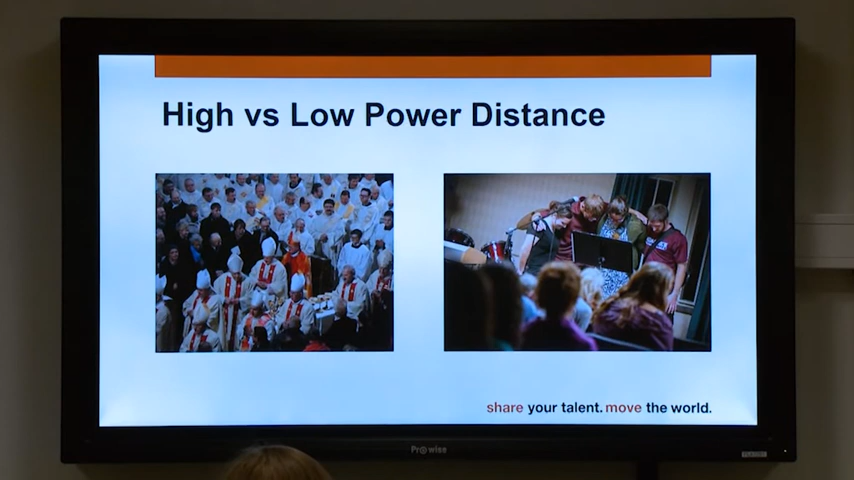 High vs Low Power Distance
share your talent. move the world.
Prowise